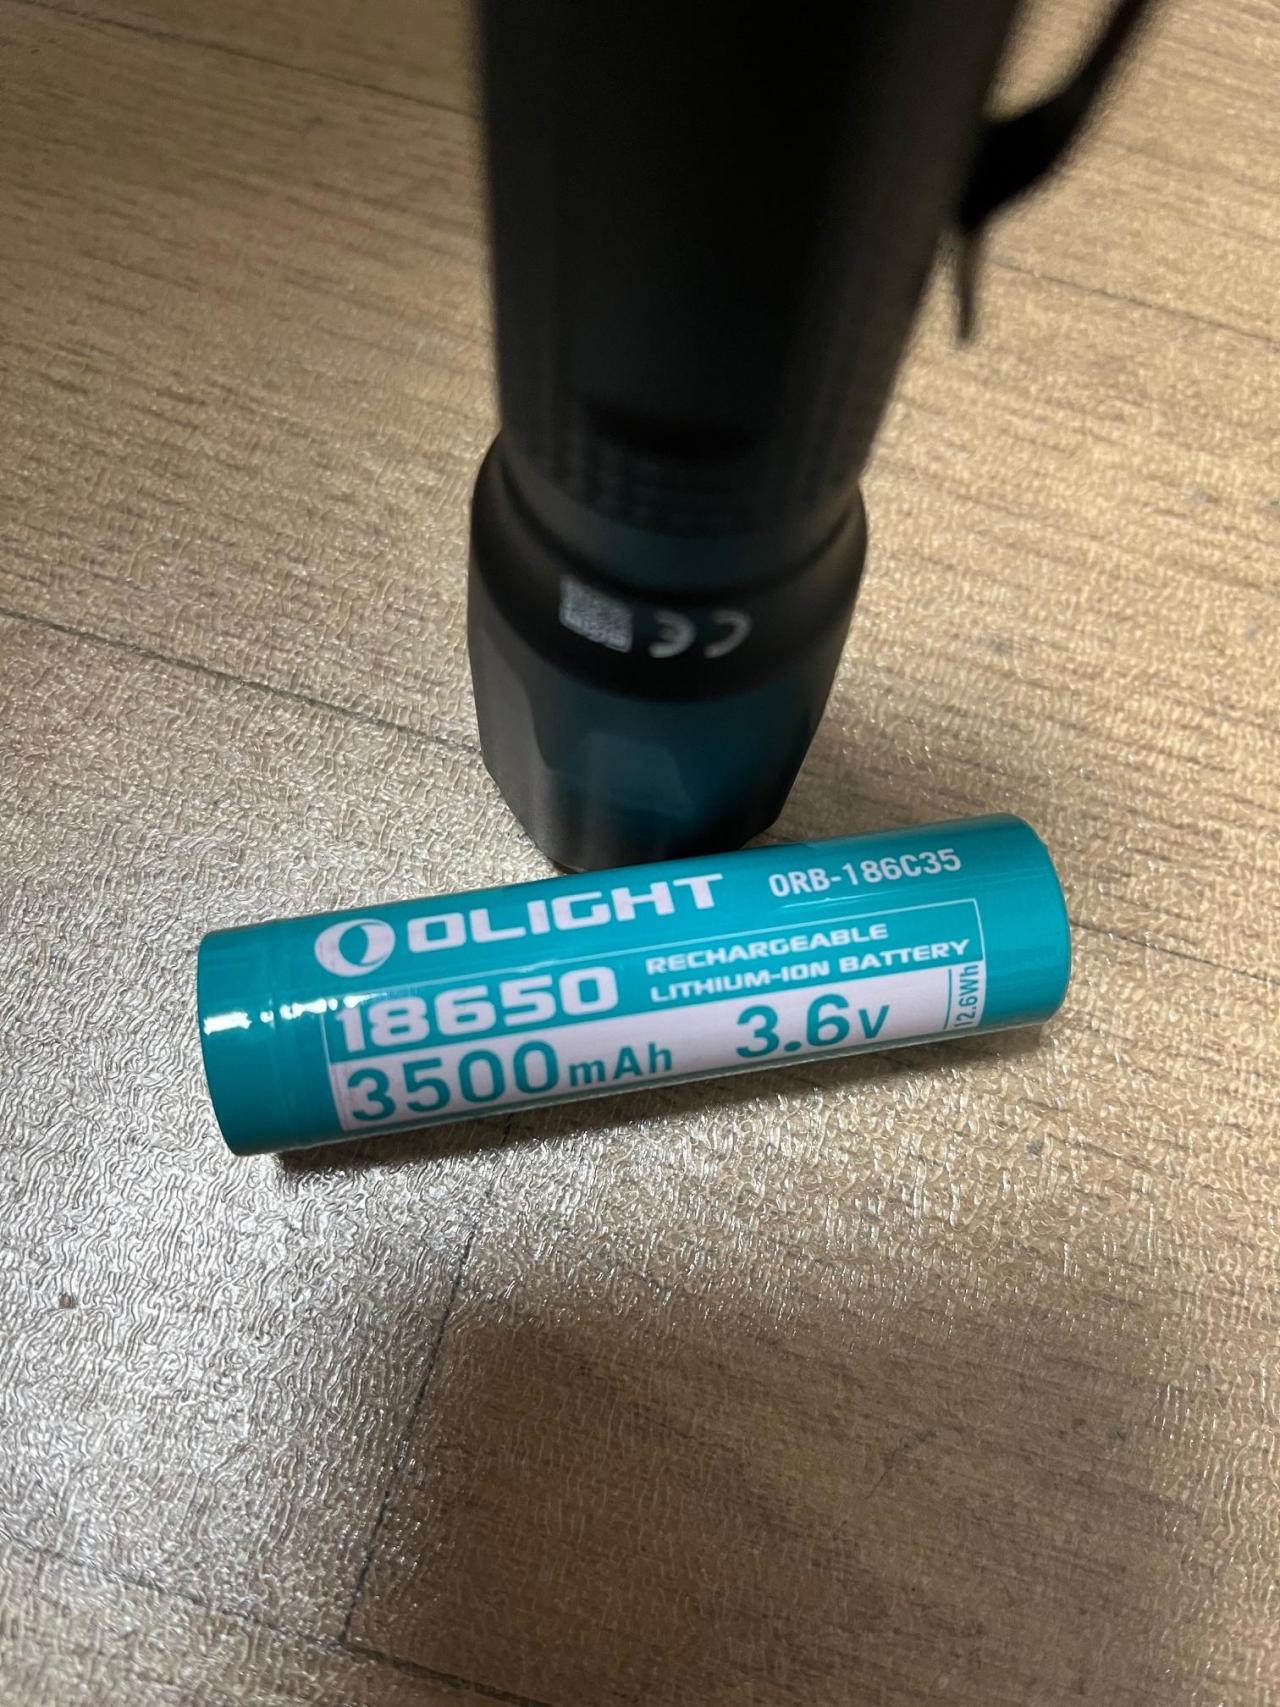 CE
OLIGHT ORB-186C35
18650 RECHARGEABLE
LITHIUM-ION BATTERY
3500mAh 3.6V 12.6Wh